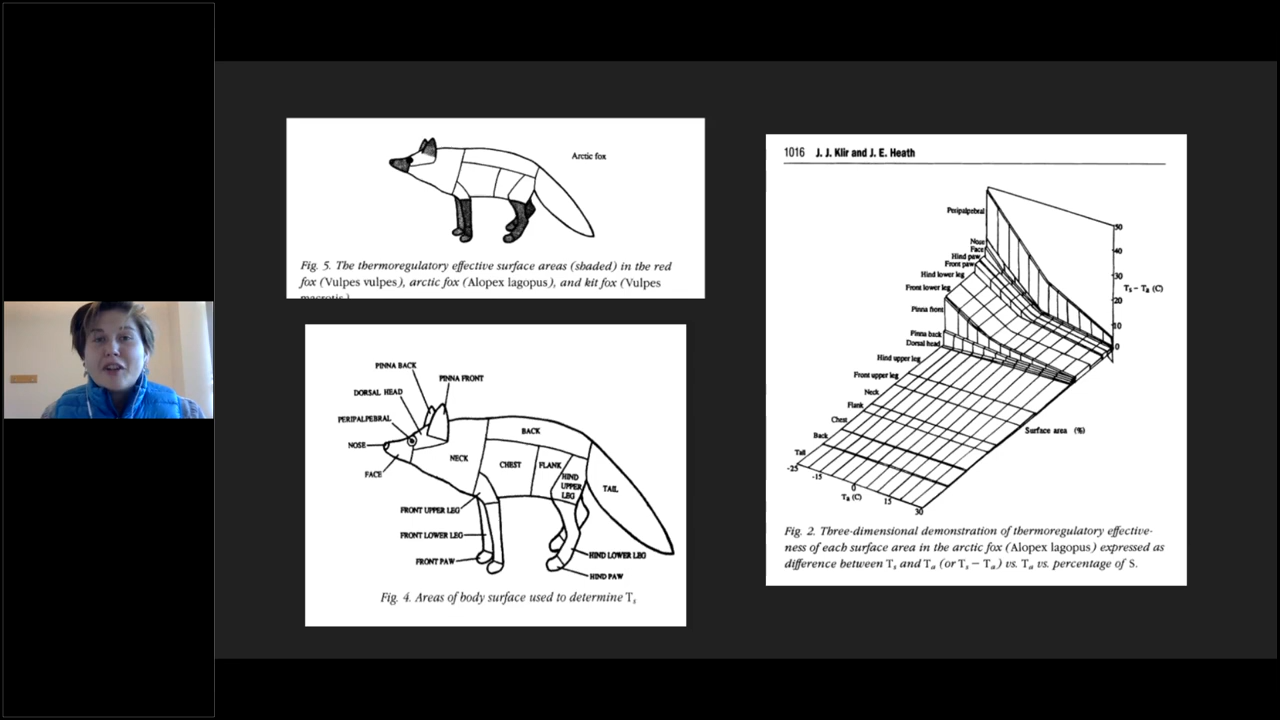 Arctic fox
Fig. 5. The thermoregulatory effective surface areas (shaded) in the red
fox (Vulpes vulpes), arctic fox (Alopex lagopus), and kit fox (Vulpes
macrotis)
PINNA BACK
PINNA FRONT
DORSAL HEAD
PERIPALPEBRAL
NOSE
FACE
NECK
BACK
CHEST
FLANK
HIND
UPPER
LEG
TAIL
FRONT UPPER LEG
FRONT LOWER LEG
FRONT PAW
HIND LOWER LEG
HIND PAW
Fig. 4. Areas of body surface used to determine Ts
1016 J. J. Klir and J. E. Heath
Peripalpebral
Nose
Face
Hind paw
Front paw
Hind lower leg
Front lower leg
Pinna front
Pinna back
Dorsal head
Hind upper leg
Front upper leg
Neck
Flank
Chest
Back
Tail
50
40
30
20
10
0
Ts − Ta (C)
Surface area (%)
-25
-15
0
15
30
Ta (C)
Fig. 2. Three-dimensional demonstration of thermoregulatory effective-
ness of each surface area in the arctic fox (Alopex lagopus) expressed as
difference between Ts and Ta (or Ts − Ta) vs. Ta vs. percentage of S.